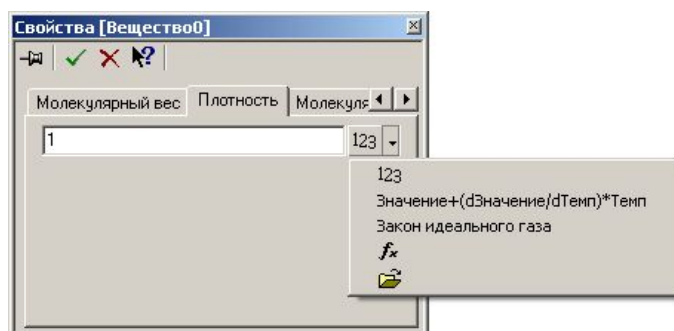 Свойства [Вещество0]
Молекулярный вес Плотность Молекуля
1 123
123
Значение+(dЗначение/dТемп)*Темп
Закон идеального газа
fx